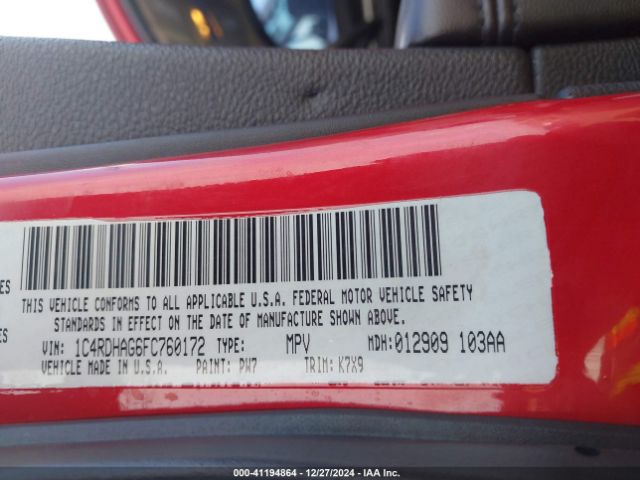 ES
THIS VEHICLE CONFORMS TO ALL APPLICABLE U.S.A. FEDERAL MOTOR VEHICLE SAFETY
ES STANDARDS IN EFFECT ON THE DATE OF MANUFACTURE SHOWN ABOVE.
VIN: 1C4RDHAG6FC760172 TYPE: MPV MDH: 012909 103AA
VEHICLE MADE IN U.S.A. PAINT: PW7 TRIM: K7X9
000-41194864 | 12/27/2024 | IAA Inc.